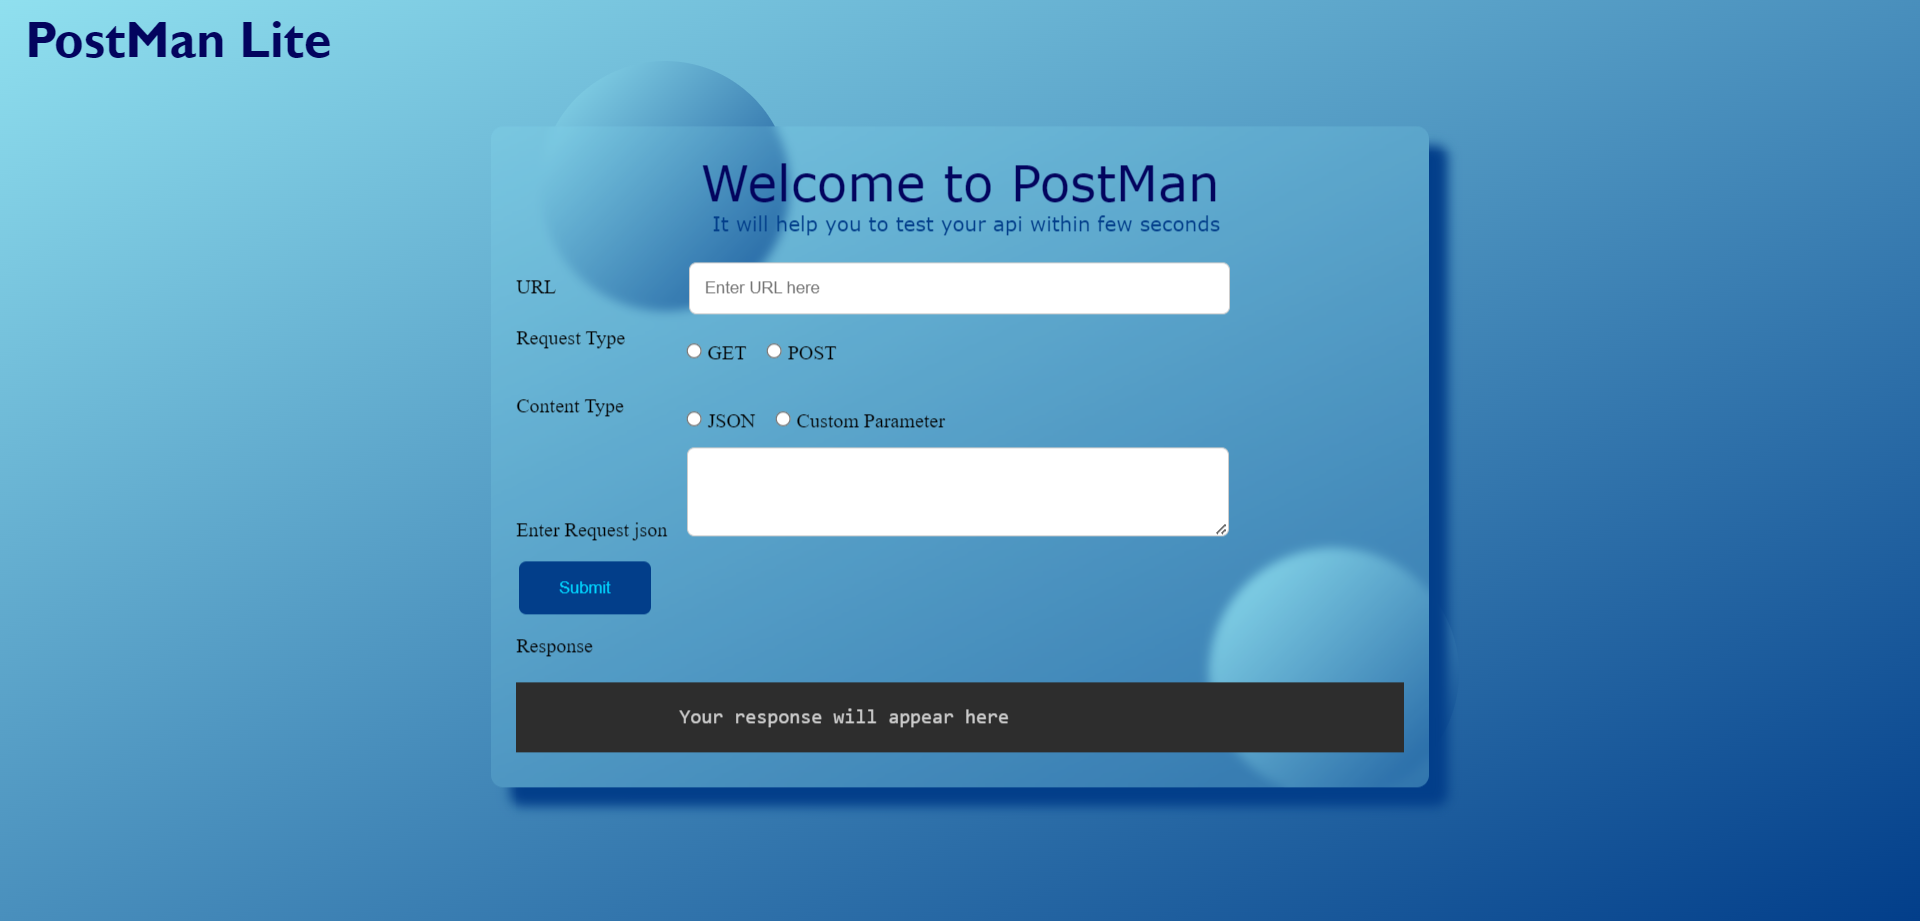 PostMan Lite
Welcome to PostMan
It will help you to test your api within few seconds
URL
Enter URL here
Request Type
GET POST
Content Type
JSON Custom Parameter
Enter Request json
Submit
Response
Your response will appear here